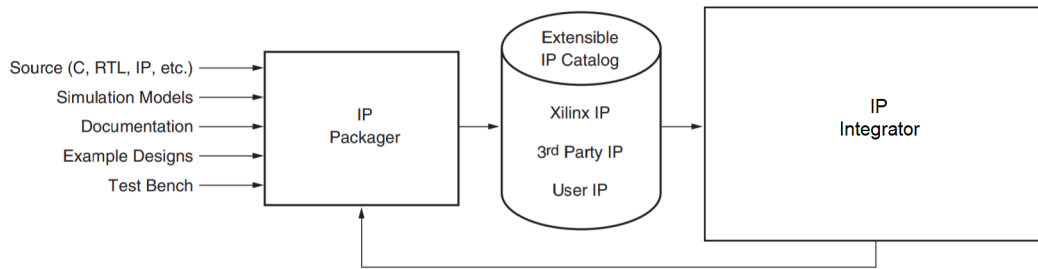 Source (C, RTL, IP, etc.)
Simulation Models
Documentation
Example Designs
Test Bench
IP
Packager
Extensible
IP Catalog
Xilinx IP
3rd Party IP
User IP
IP
Integrator